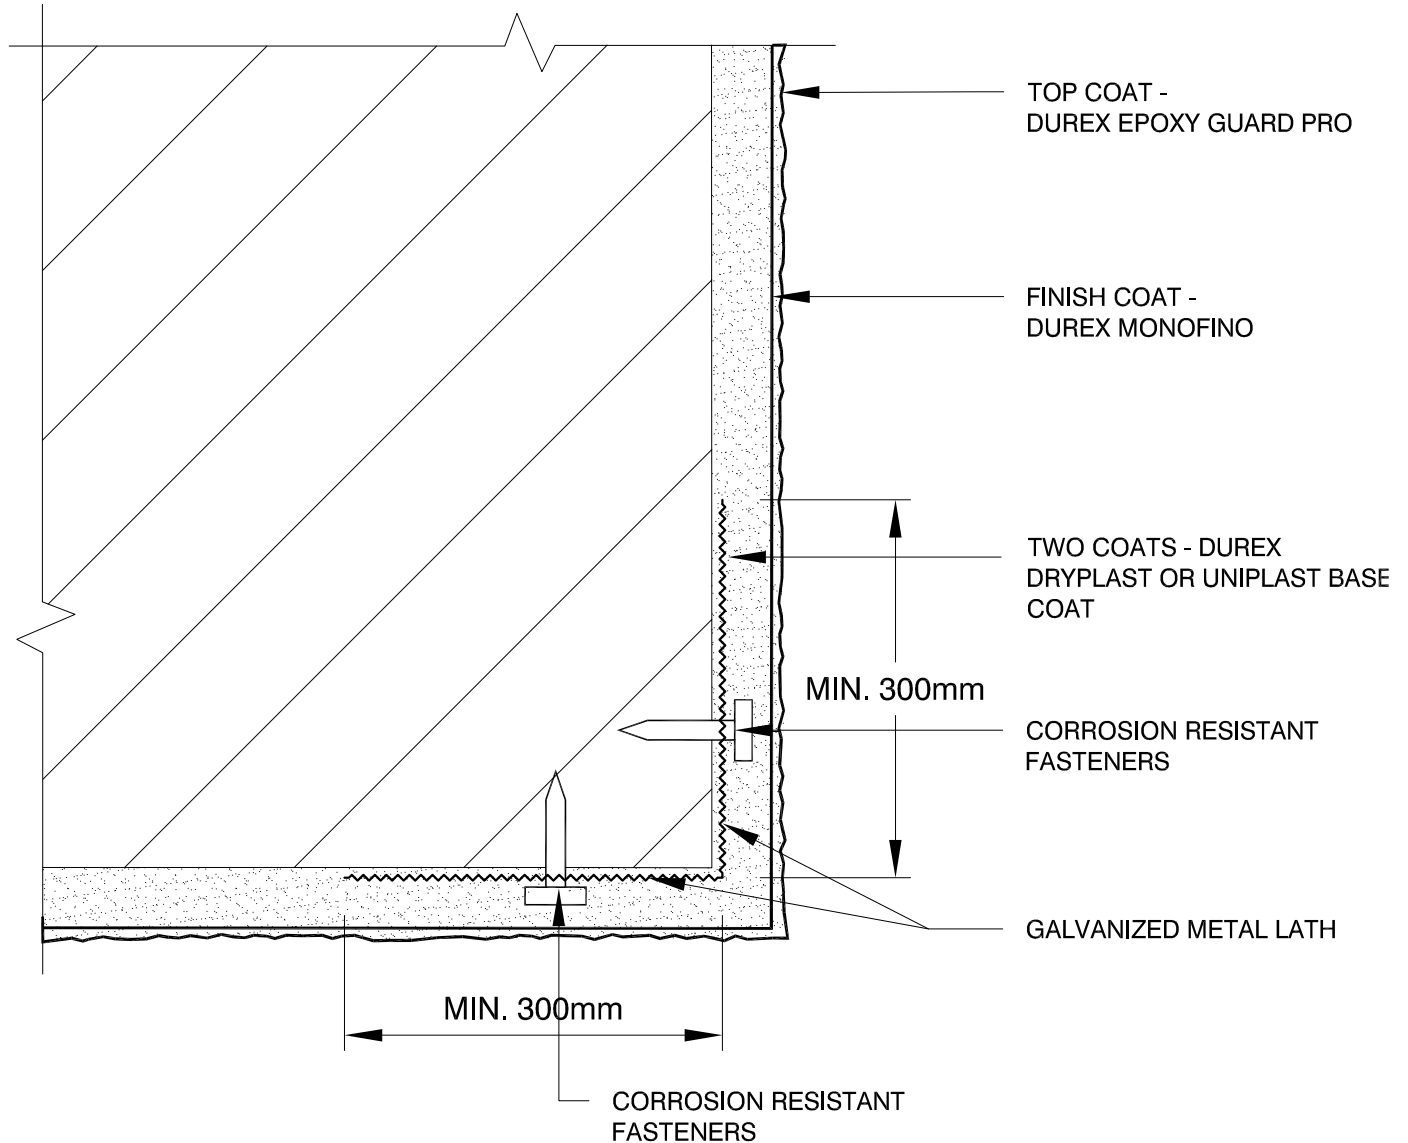 TOP COAT -
DUREX EPOXY GUARD PRO
FINISH COAT -
DUREX MONOFINO
TWO COATS - DUREX
DRYPLAST OR UNIPLAST BASE
COAT
MIN. 300mm
CORROSION RESISTANT
FASTENERS
GALVANIZED METAL LATH
MIN. 300mm
CORROSION RESISTANT
FASTENERS